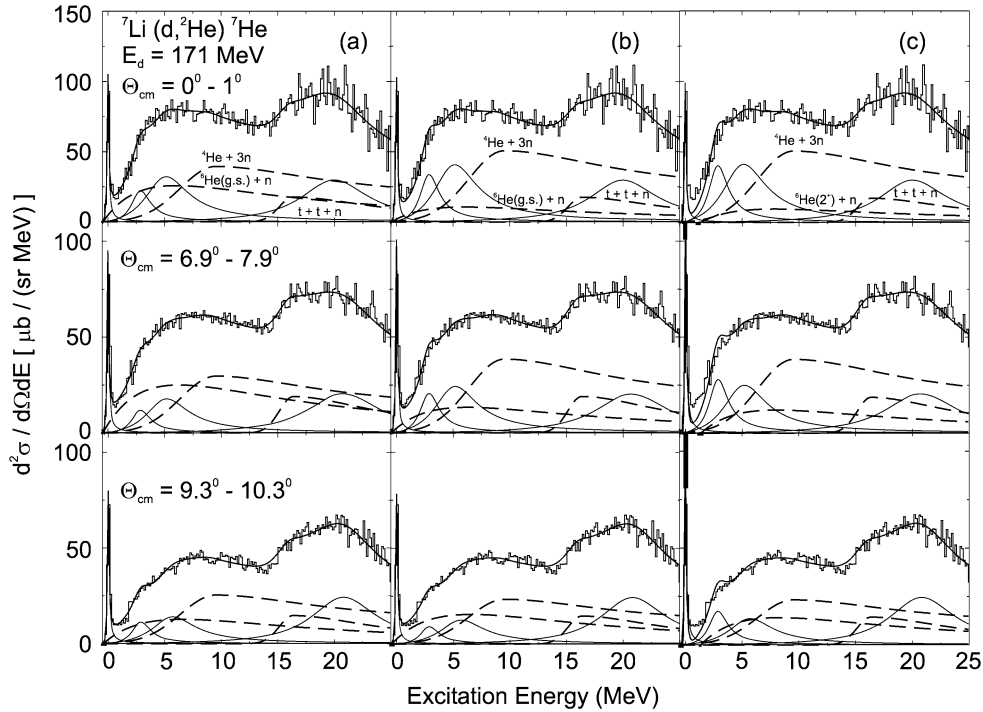 ⁷Li (d,²He) ⁷He
E_d = 171 MeV
Θ_cm = 0⁰ - 1⁰
(a)
(b)
(c)
⁴He + 3n
⁶He(g.s.) + n
t + t + n
⁴He + 3n
⁶He(g.s.) + n
t + t + n
⁴He + 3n
⁶He(2⁺) + n
t + t + n
150
100
50
0
Θ_cm = 6.9⁰ - 7.9⁰
100
50
0
Θ_cm = 9.3⁰ - 10.3⁰
100
50
0
d²σ / dΩdE [ μb / (sr MeV) ]
0 5 10 15 20 0 5 10 15 20 0 5 10 15 20 25
Excitation Energy (MeV)